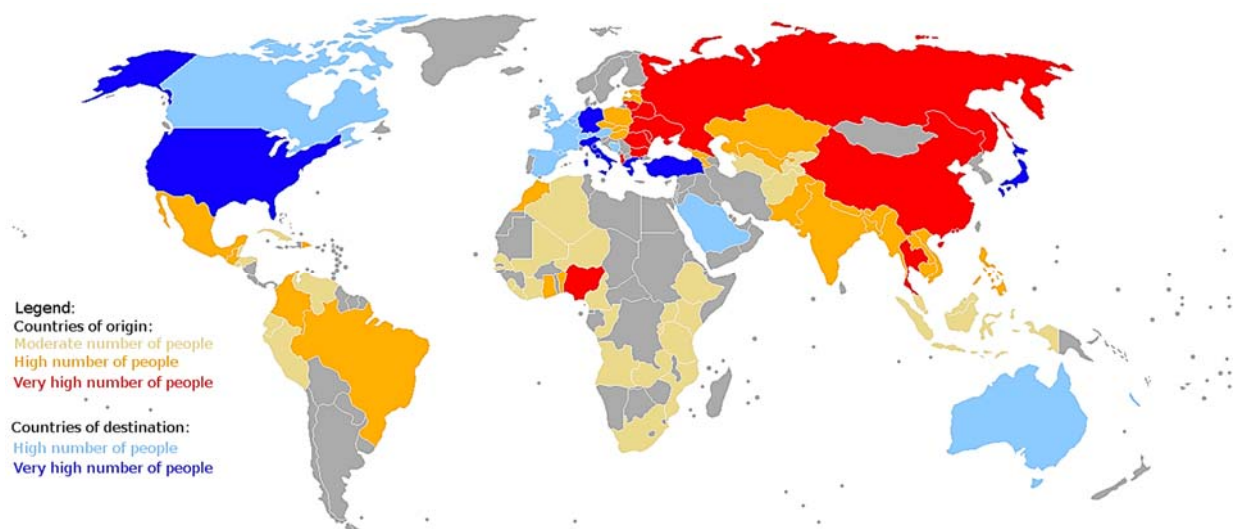 Legend:
Countries of origin:
Moderate number of people
High number of people
Very high number of people
Countries of destination:
High number of people
Very high number of people